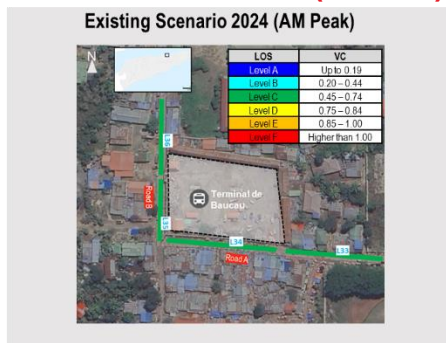 Existing Scenario 2024 (AM Peak)
N
LOS VC
Level A Up to 0.19
Level B 0.20 – 0.44
Level C 0.45 – 0.74
Level D 0.75 – 0.84
Level E 0.85 – 1.00
Level F Higher than 1.00
L36
Terminal de
Baucau
Road B
L35
L34
L33
Road A